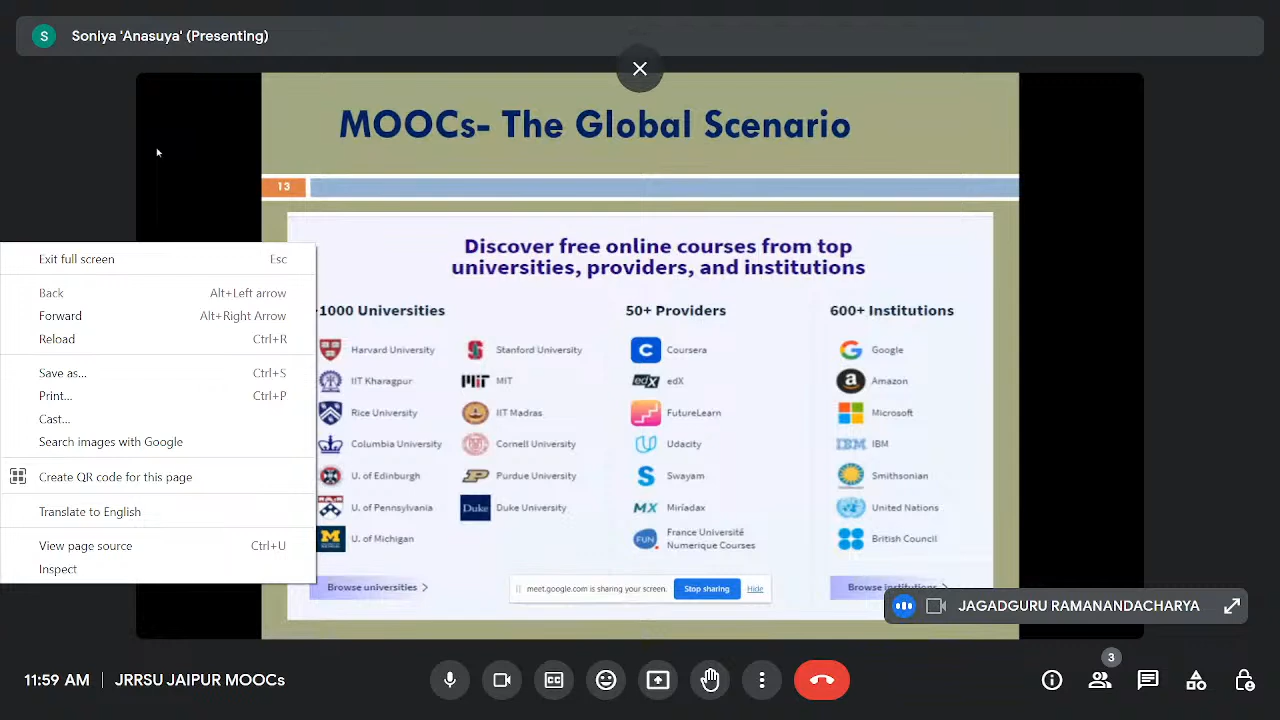 S
Soniya 'Anasuya' (Presenting)
MOOCs- The Global Scenario
13
Discover free online courses from top
universities, providers, and institutions
1000 Universities
50+ Providers
600+ Institutions
Harvard University
Stanford University
Coursera
Google
IIT Kharagpur
MIT
edX
Amazon
Rice University
IIT Madras
FutureLearn
Microsoft
Columbia University
Cornell University
Udacity
IBM
U. of Edinburgh
Purdue University
Swayam
Smithsonian
U. of Pennsylvania
Duke
Duke University
MX
Miríadax
United Nations
U. of Michigan
FUN
France Université
Numerique Courses
British Council
Browse universities >
Browse institutions >
meet.google.com is sharing your screen.
Stop sharing
Hide
Exit full screen Esc
Back Alt+Left arrow
Forward Alt+Right Arrow
Reload Ctrl+R
Save as... Ctrl+S
Print... Ctrl+P
Cast...
Search images with Google
Create QR code for this page
Translate to English
View page source Ctrl+U
Inspect
JAGADGURU RAMANANDACHARYA
11:59 AM | JRRSU JAIPUR MOOCs
3